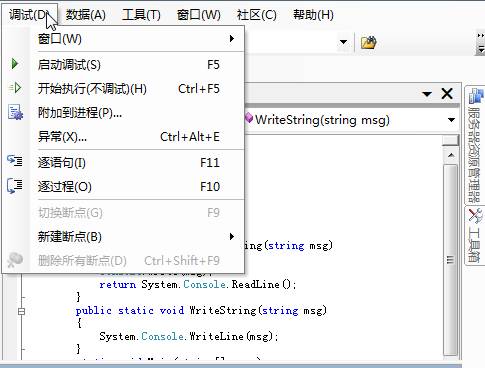 调试(D) 数据(A) 工具(T) 窗口(W) 社区(C) 帮助(H)
窗口(W)
启动调试(S) F5
开始执行(不调试)(H) Ctrl+F5
附加到进程(P)...
异常(X)... Ctrl+Alt+E
逐语句(I) F11
逐过程(O) F10
切换断点(G) F9
新建断点(B)
删除所有断点(D) Ctrl+Shift+F9
WriteString(string msg)
(string msg)
return System.Console.ReadLine();
}
public static void WriteString(string msg)
{
System.Console.WriteLine(msg);
}
服务器资源管理器
工具箱